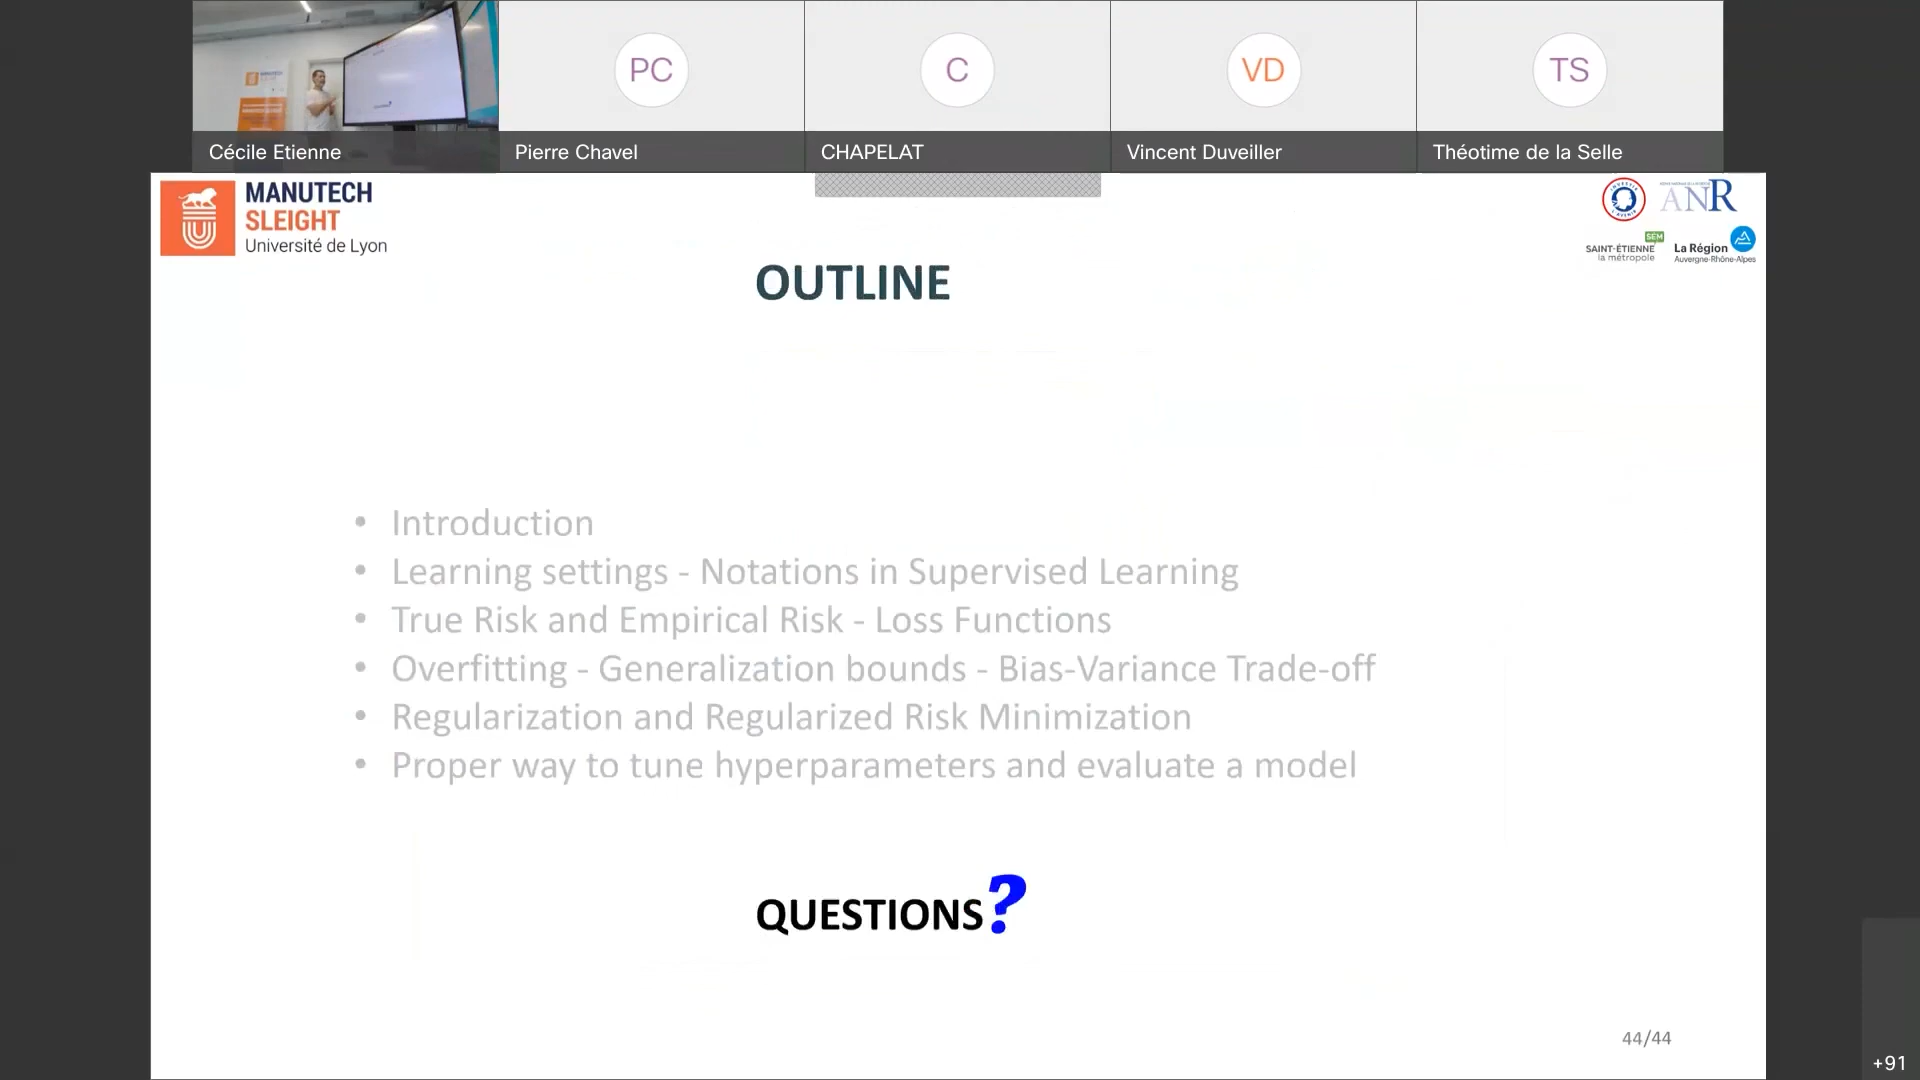 PC
C
VD
TS
Cécile Etienne
Pierre Chavel
CHAPELAT
Vincent Duveiller
Théotime de la Selle
MANUTECH
SLEIGHT
Université de Lyon
ANR
SEM
SAINT-ÉTIENNE
la métropole
La Région
Auvergne-Rhône-Alpes
OUTLINE
• Introduction
• Learning settings - Notations in Supervised Learning
• True Risk and Empirical Risk - Loss Functions
• Overfitting - Generalization bounds - Bias-Variance Trade-off
• Regularization and Regularized Risk Minimization
• Proper way to tune hyperparameters and evaluate a model
QUESTIONS?
44/44
+91